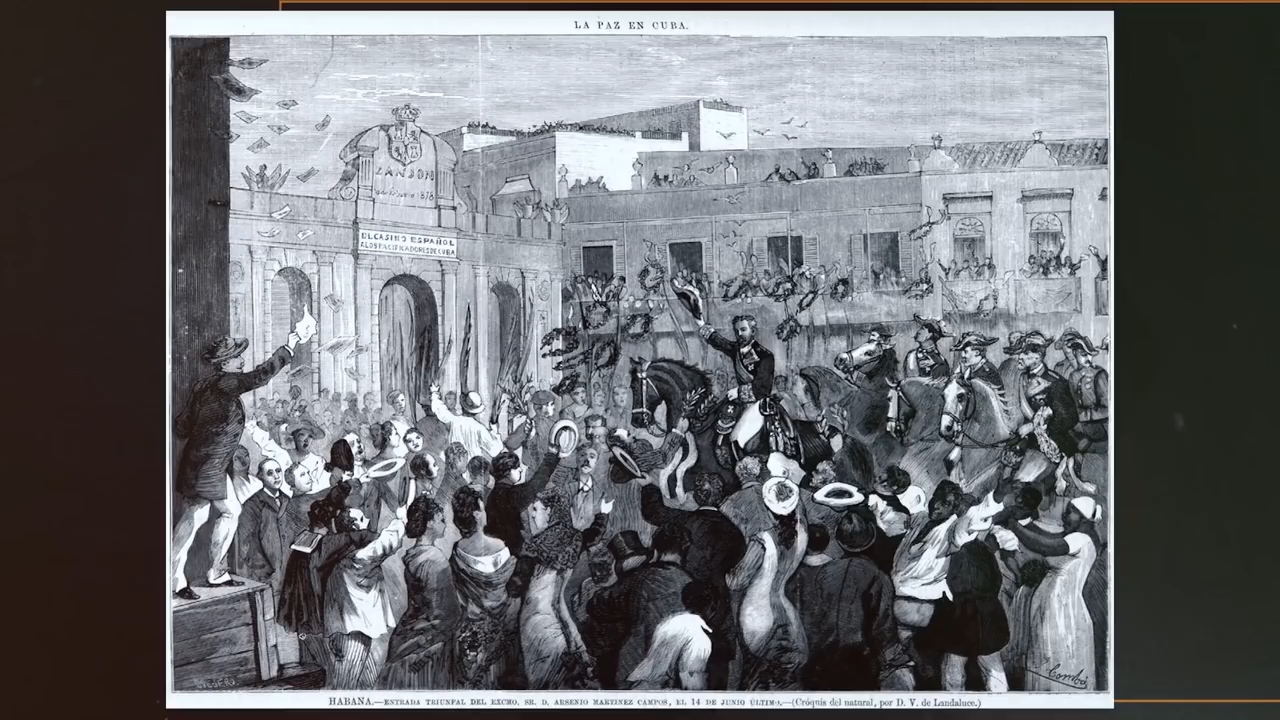 LA PAZ EN CUBA.
ZANJON
1878
EL CASINO ESPAÑOL
A LOS PACIFICADORES DE CUBA
HABANA.—ENTRADA TRIUNFAL DEL EXCMO. SR. D. ARSENIO MARTINEZ CAMPOS, EL 14 DE JUNIO ÚLTIMO.—(Cróquis del natural, por D. V. de Landaluce.)